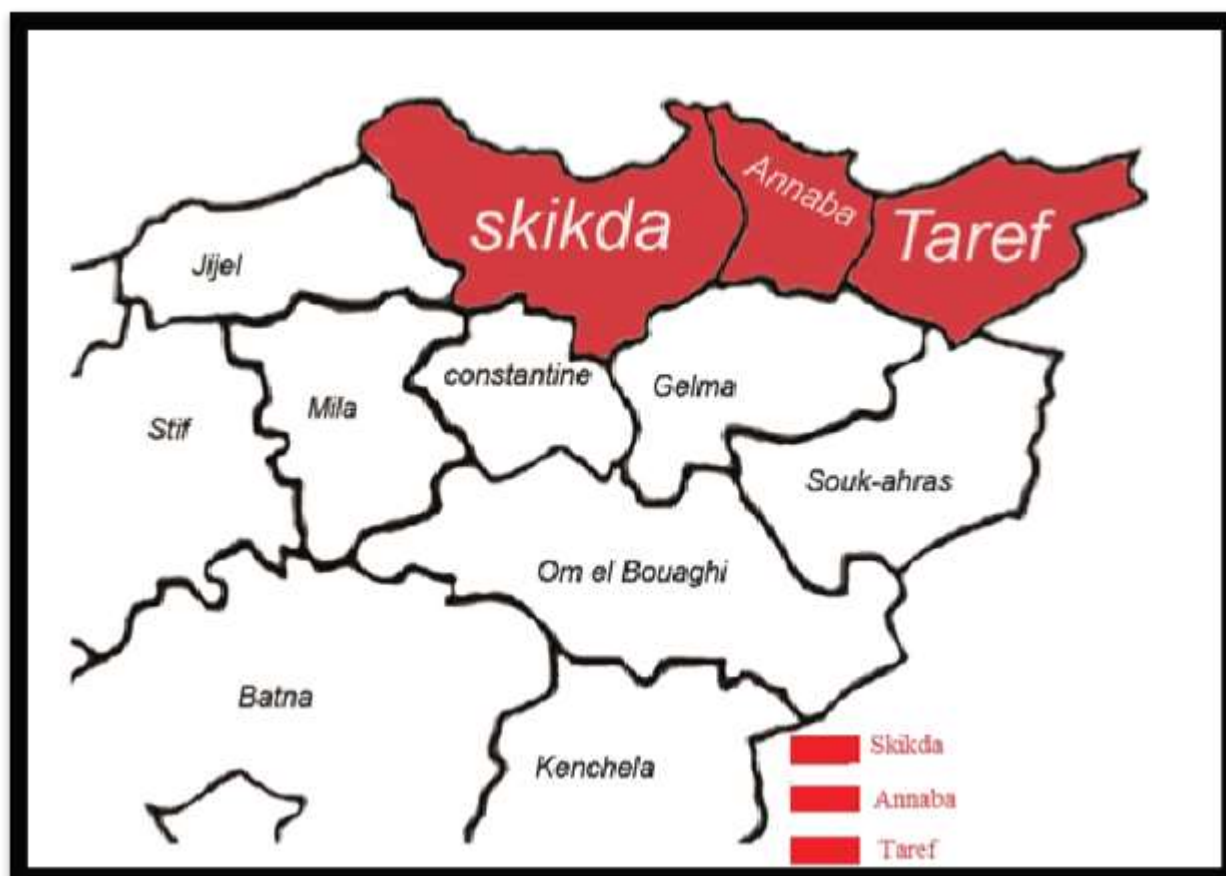 skikda
Annaba
Taref
Jijel
constantine
Gelma
Mila
Stif
Souk-ahras
Om el Bouaghi
Batna
Kenchela
Skikda
Annaba
Taref